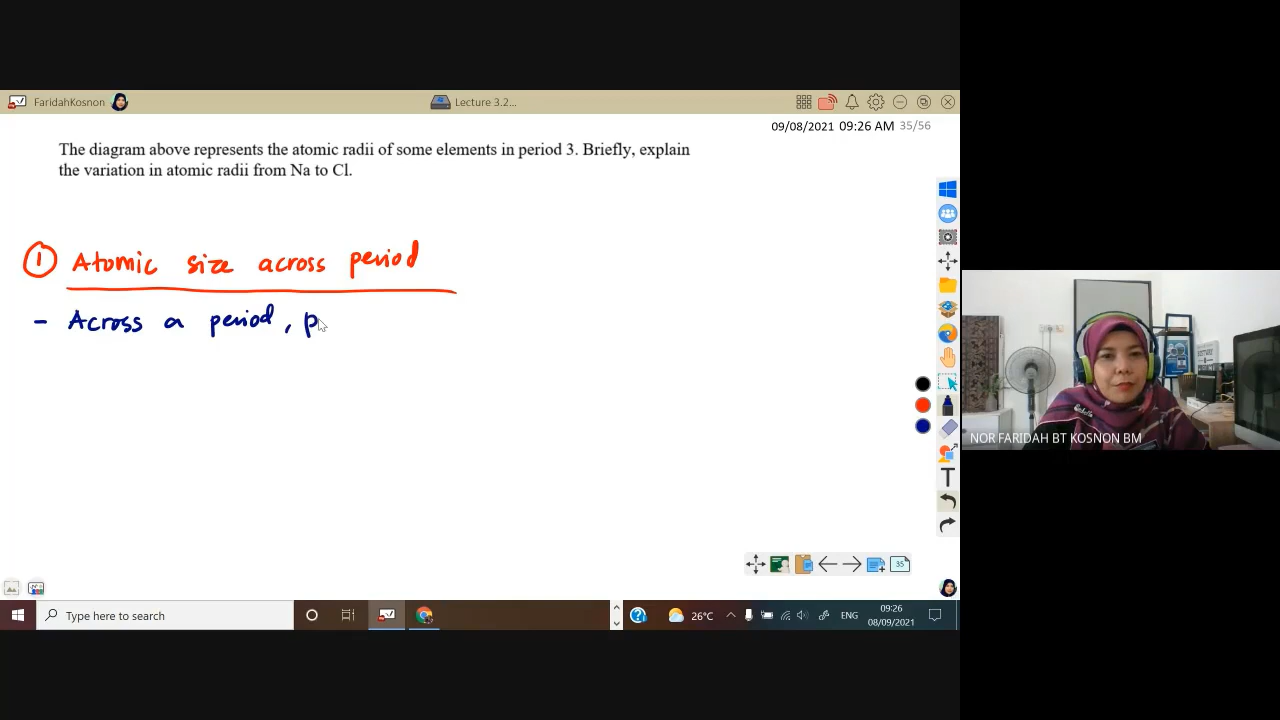 FaridahKosnon
Lecture 3.2...
09/08/2021 09:26 AM 35/56
The diagram above represents the atomic radii of some elements in period 3. Briefly, explain
the variation in atomic radii from Na to Cl.
1 Atomic size across period
- Across a period, p
NOR FARIDAH BT KOSNON BM
T
35
Type here to search
26°C
ENG
09:26
08/09/2021